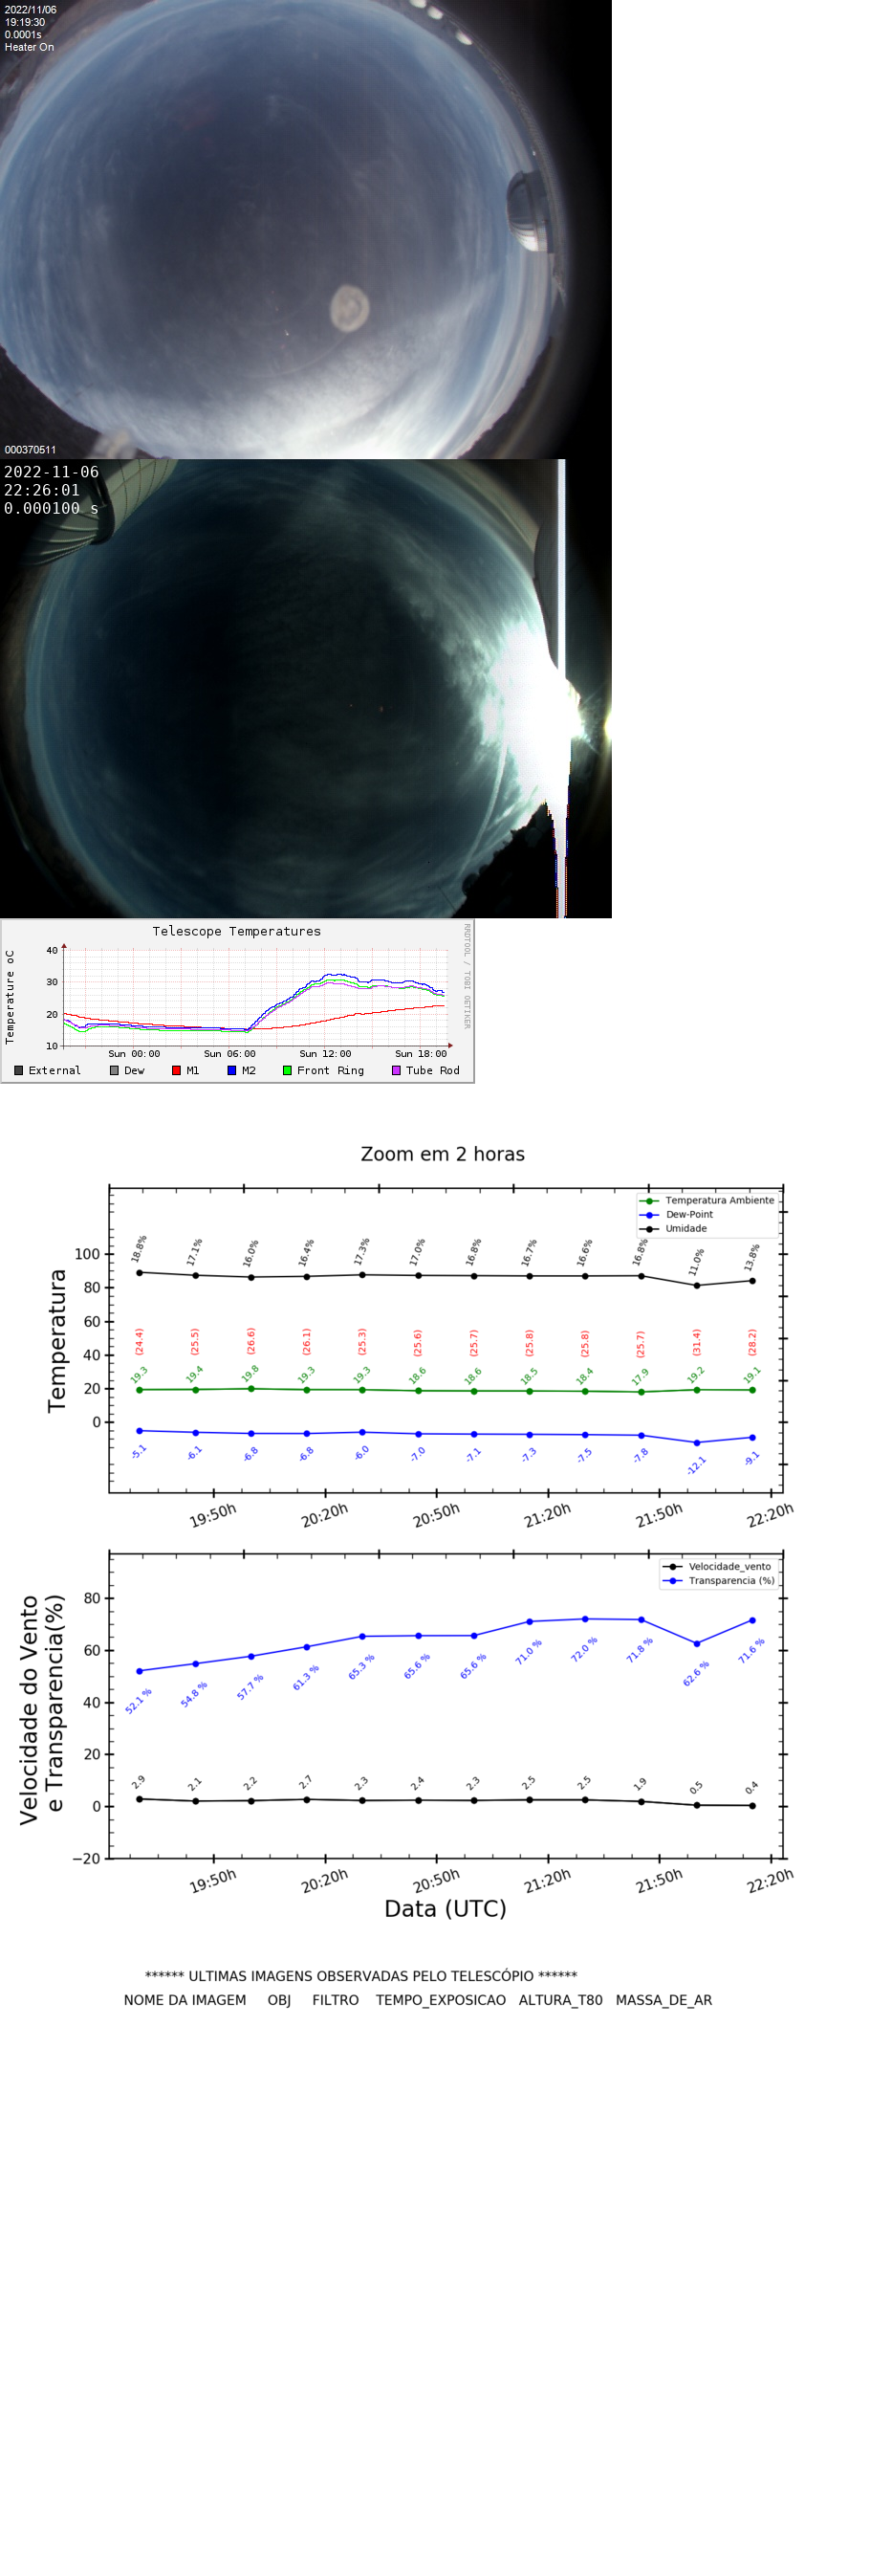 2022/11/06
19:19:30
0.0001s
Heater On
000370511
2022-11-06
22:26:01
0.000100 s
Telescope Temperatures
RRDTOOL / TOBI OETIKER
Temperature oC
40
30
20
10
Sun 00:00 Sun 06:00 Sun 12:00 Sun 18:00
External Dew M1 M2 Front Ring Tube Rod
Zoom em 2 horas
Temperatura Ambiente
Dew-Point
Umidade
Temperatura
100
80
60
40
20
0
18.8% 17.1% 16.0% 16.4% 17.3% 17.0% 16.8% 16.7% 16.6% 16.8% 11.0% 13.8%
(24.4) (25.5) (26.6) (26.1) (25.3) (25.6) (25.7) (25.8) (25.8) (25.7) (31.4) (28.2)
19.3 19.4 19.8 19.3 19.3 18.6 18.6 18.5 18.4 17.9 19.2 19.1
-5.1 -6.1 -6.8 -6.8 -6.0 -7.0 -7.1 -7.3 -7.5 -7.8 -12.1 -9.1
19:50h 20:20h 20:50h 21:20h 21:50h 22:20h
Velocidade_vento
Transparencia (%)
Velocidade do Vento
e Transparencia(%)
80
60
40
20
0
−20
52.1 % 54.8 % 57.7 % 61.3 % 65.3 % 65.6 % 65.6 % 71.0 % 72.0 % 71.8 % 62.6 % 71.6 %
2.9 2.1 2.2 2.7 2.3 2.4 2.3 2.5 2.5 1.9 0.5 0.4
19:50h 20:20h 20:50h 21:20h 21:50h 22:20h
Data (UTC)
****** ULTIMAS IMAGENS OBSERVADAS PELO TELESCÓPIO ******
NOME DA IMAGEM OBJ FILTRO TEMPO_EXPOSICAO ALTURA_T80 MASSA_DE_AR